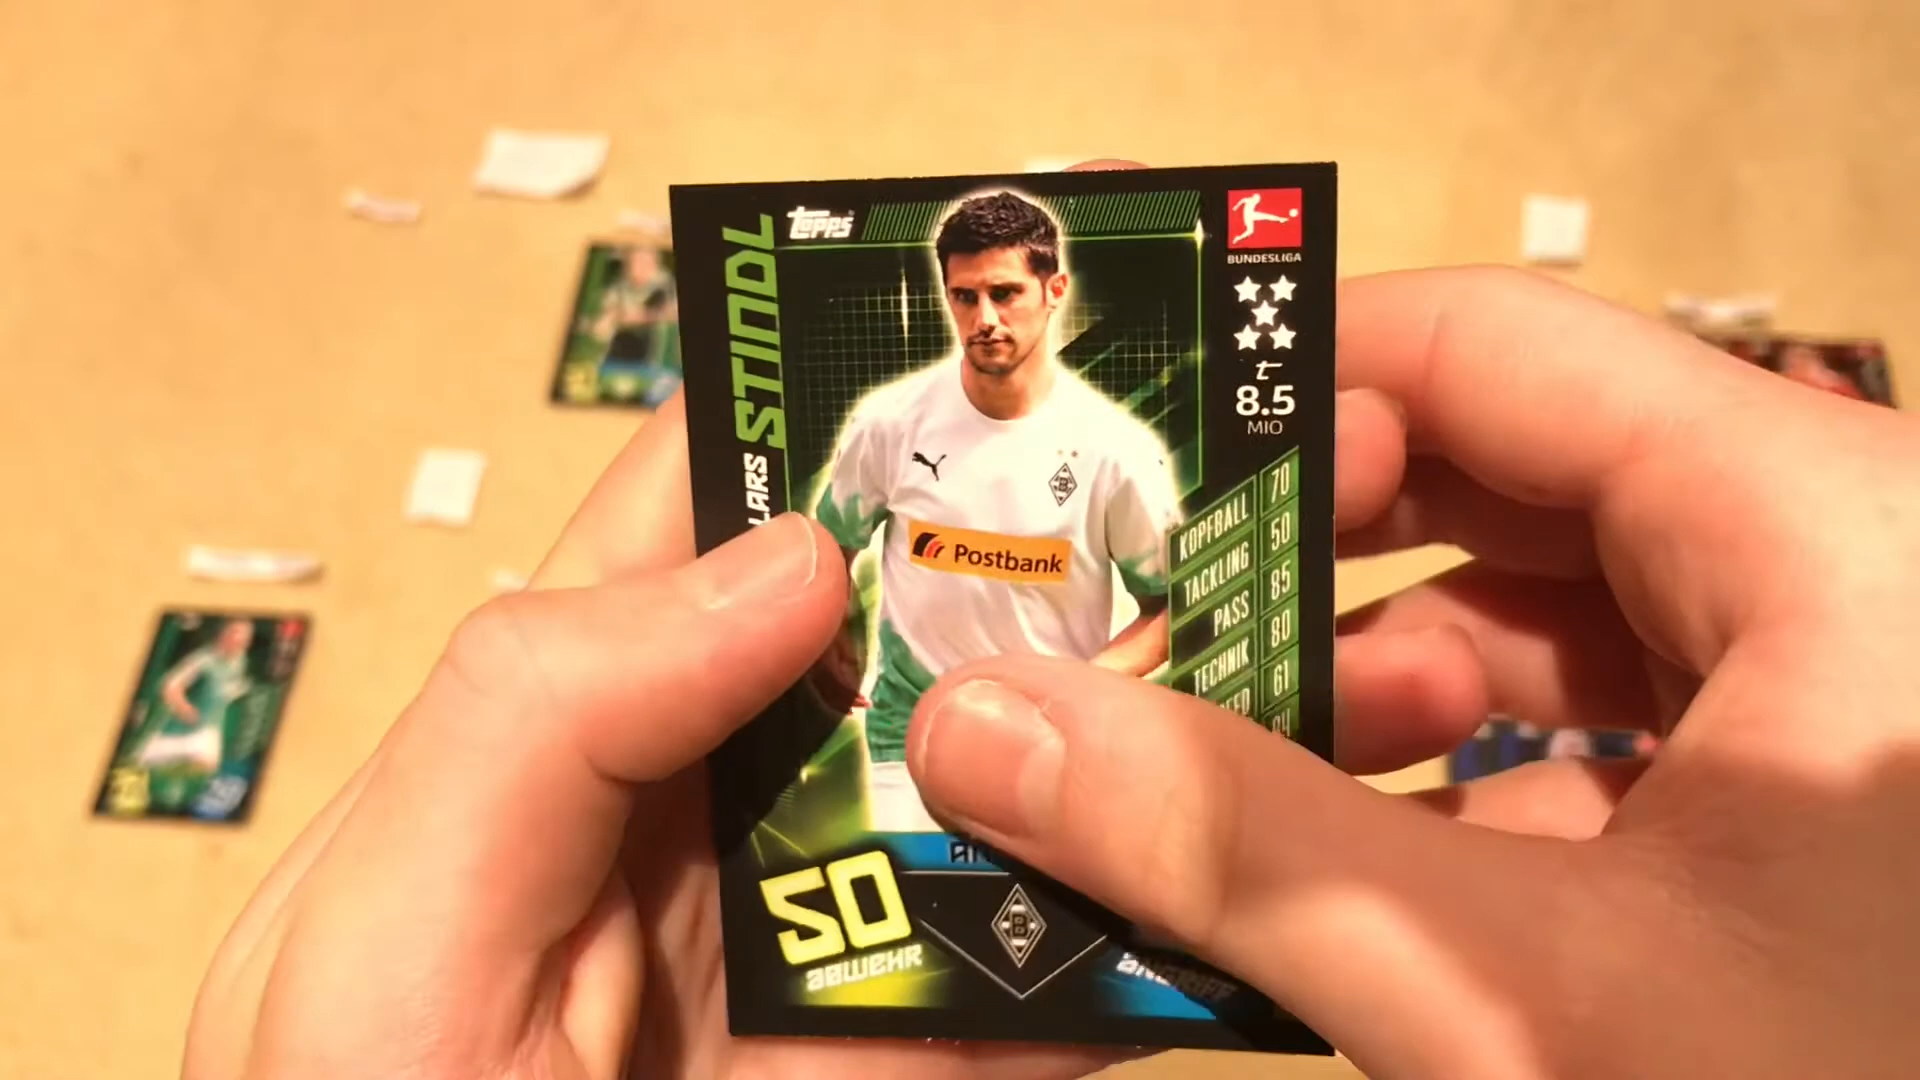 LARS STINDL
TOPPS
BUNDESLIGA
t
8.5
MIO
KOPFBALL 70
TACKLING 50
PASS 85
TECHNIK 80
61
Postbank
50
ABWEHR
B
ANGRIFF